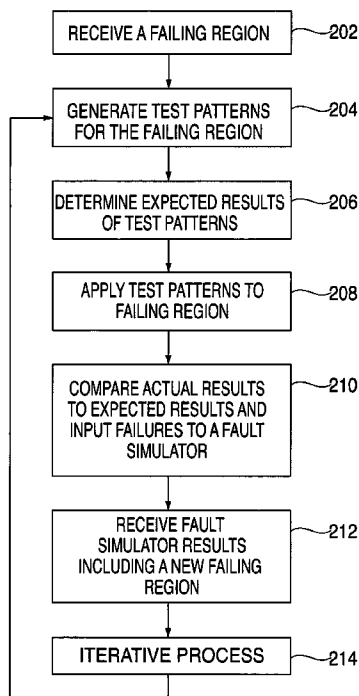 RECEIVE A FAILING REGION
202
GENERATE TEST PATTERNS
FOR THE FAILING REGION
204
DETERMINE EXPECTED RESULTS
OF TEST PATTERNS
206
APPLY TEST PATTERNS TO
FAILING REGION
208
COMPARE ACTUAL RESULTS
TO EXPECTED RESULTS AND
INPUT FAILURES TO A FAULT
SIMULATOR
210
RECEIVE FAULT
SIMULATOR RESULTS
INCLUDING A NEW FAILING
REGION
212
ITERATIVE PROCESS
214